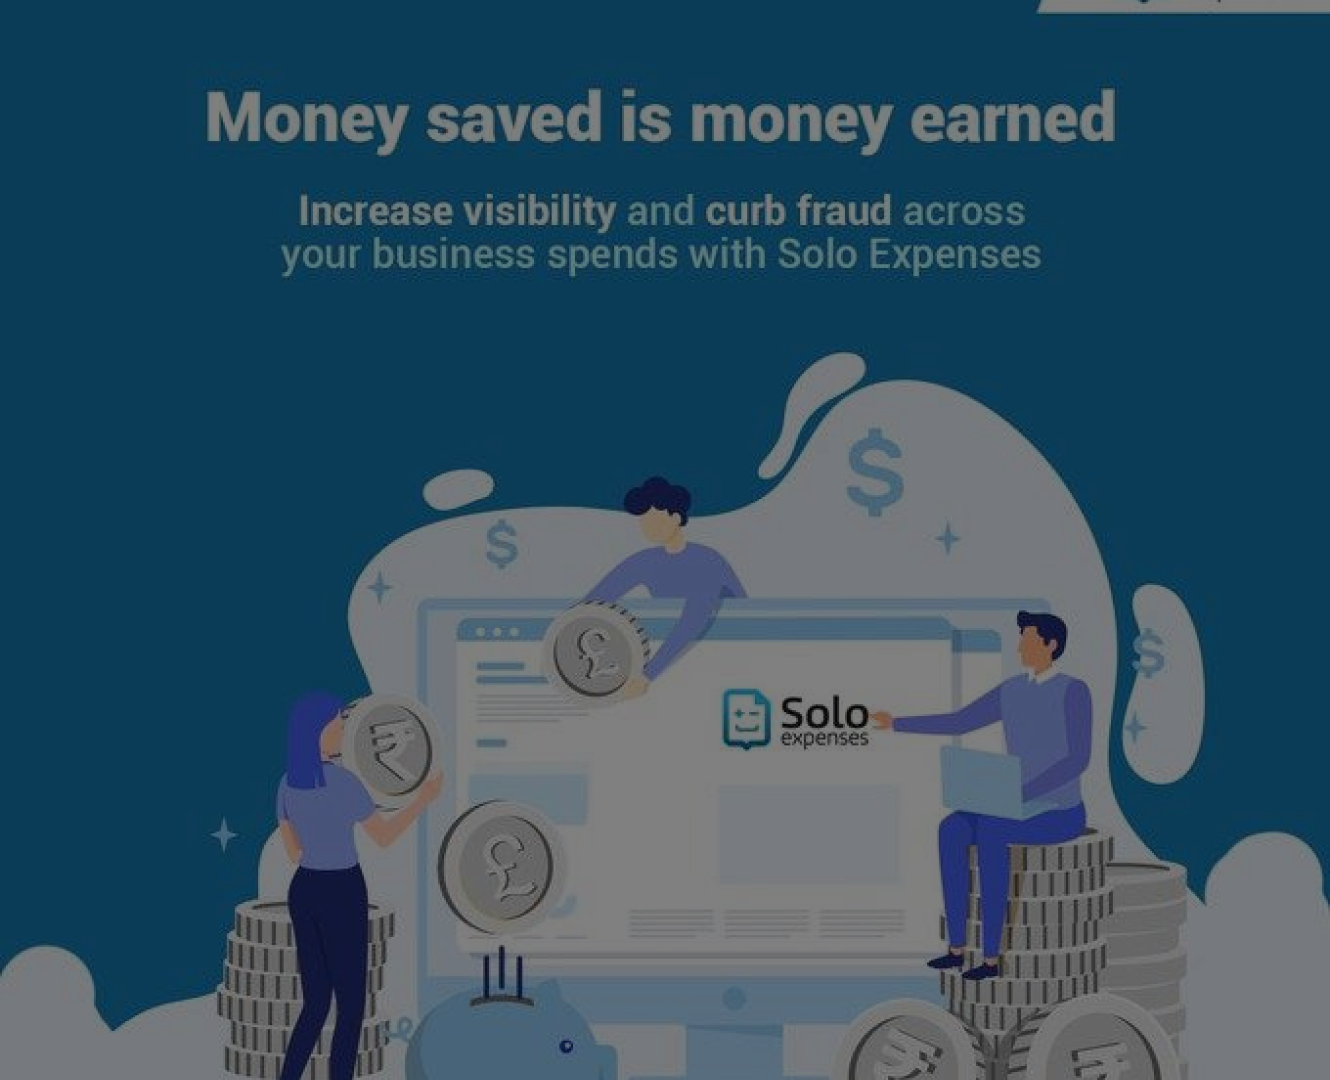 Money saved is money earned
Increase visibility and curb fraud across
your business spends with Solo Expenses
$
$
$
£
Solo
expenses
₹
£
₹
₹